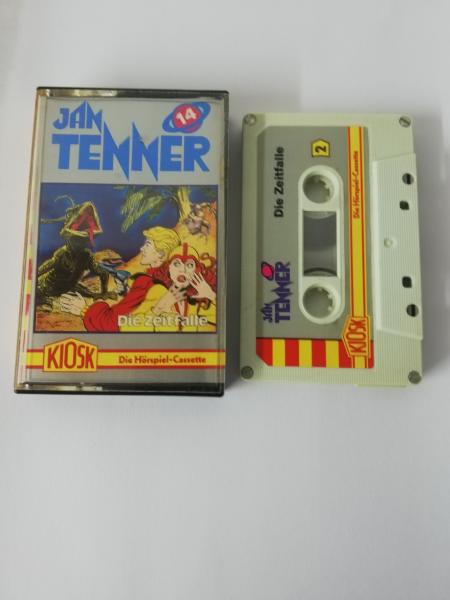 JAN
TENNER
14
Die Zeitfalle
KIOSK
Die Hörspiel-Cassette
JAN
TENNER
Die Zeitfalle
2
KIOSK
Die Hörspiel-Cassette